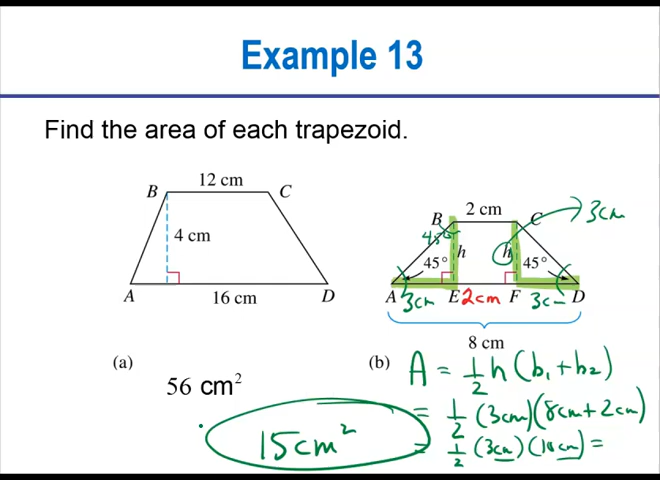 Example 13
Find the area of each trapezoid.
12 cm
B C
4 cm
A 16 cm D
(a)
56 cm²
2 cm
B C → 3cm
45°
45° h h 45°
A 3cm E 2cm F 3cm D
8 cm
(b) A = 1/2 h (b₁ + b₂)
= 1/2 (3cm)(8cm + 2cm)
= 1/2 (3cm)(10cm) =
15cm²